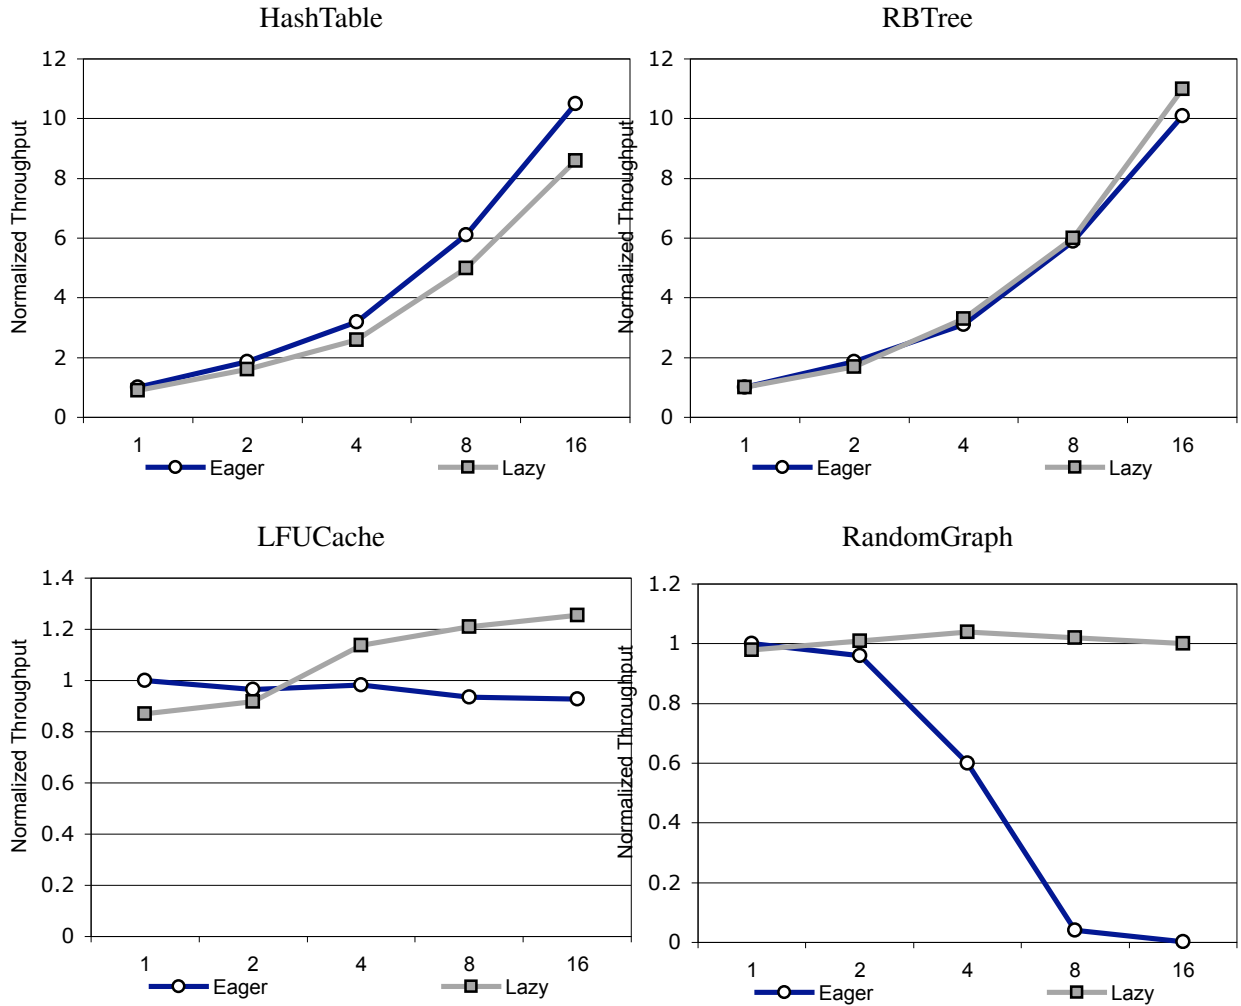 HashTable
Normalized Throughput
12
10
8
6
4
2
0
1 2 4 8 16
Eager Lazy
RBTree
Normalized Throughput
12
10
8
6
4
2
0
1 2 4 8 16
Eager Lazy
LFUCache
Normalized Throughput
1.4
1.2
1
0.8
0.6
0.4
0.2
0
1 2 4 8 16
Eager Lazy
RandomGraph
Normalized Throughput
1.2
1
0.8
0.6
0.4
0.2
0
1 2 4 8 16
Eager Lazy